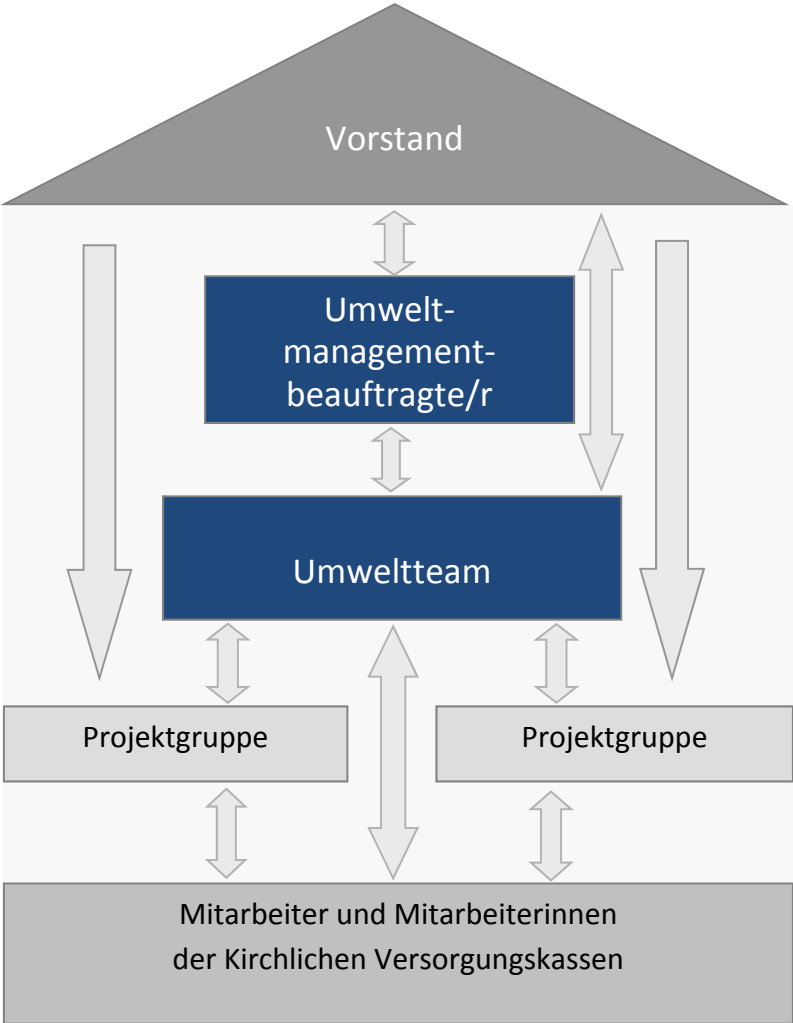 Vorstand
Umwelt-
management-
beauftragte/r
Umweltteam
Projektgruppe
Projektgruppe
Mitarbeiter und Mitarbeiterinnen
der Kirchlichen Versorgungskassen